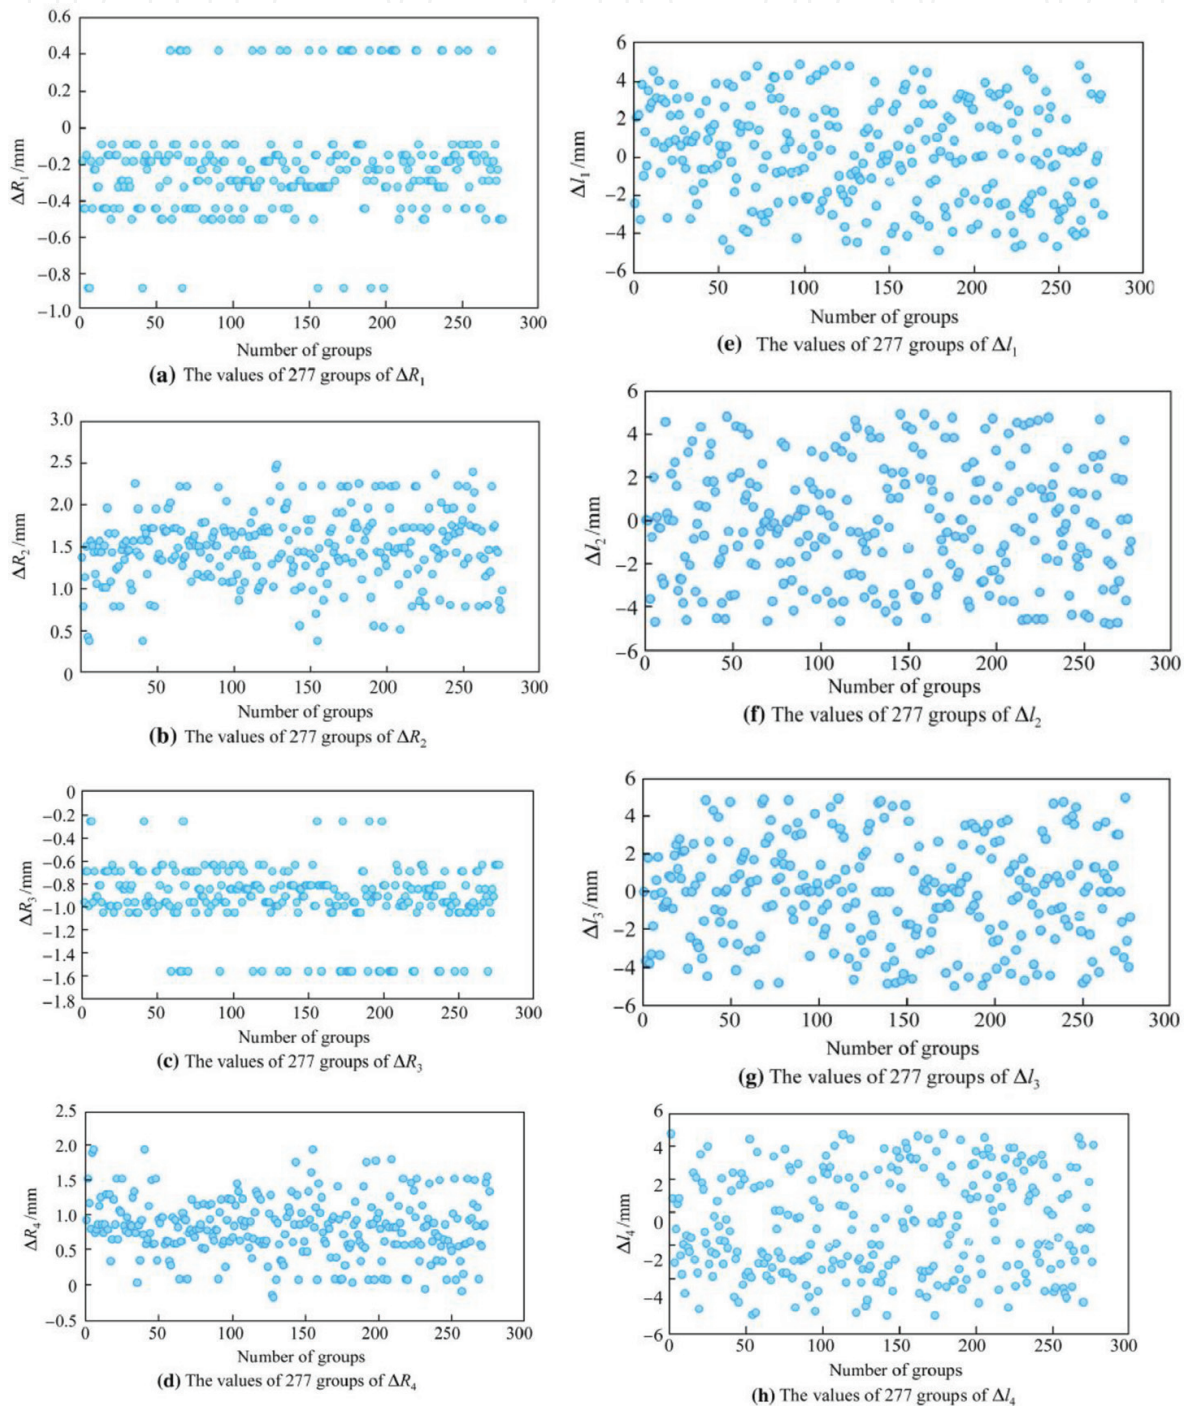 0.6
0.4
0.2
0
−0.2
−0.4
−0.6
−0.8
−1.0
ΔR1/mm
0 50 100 150 200 250 300
Number of groups
(a) The values of 277 groups of ΔR1
3.0
2.5
2.0
1.5
1.0
0.5
0
ΔR2/mm
50 100 150 200 250 300
Number of groups
(b) The values of 277 groups of ΔR2
0
−0.2
−0.4
−0.6
−0.8
−1.0
−1.2
−1.4
−1.6
−1.8
ΔR3/mm
0 50 100 150 200 250 300
Number of groups
(c) The values of 277 groups of ΔR3
2.5
2.0
1.5
1.0
0.5
0
−0.5
ΔR4/mm
0 50 100 150 200 250 300
Number of groups
(d) The values of 277 groups of ΔR4
6
4
2
0
−2
−4
−6
Δl1/mm
0 50 100 150 200 250 300
Number of groups
(e) The values of 277 groups of Δl1
6
4
2
0
−2
−4
−6
Δl2/mm
0 50 100 150 200 250 300
Number of groups
(f) The values of 277 groups of Δl2
6
4
2
0
−2
−4
−6
Δl3/mm
0 50 100 150 200 250 300
Number of groups
(g) The values of 277 groups of Δl3
6
4
2
0
−2
−2
−4
−6
Δl4/mm
0 50 100 150 200 250 300
Number of groups
(h) The values of 277 groups of Δl4